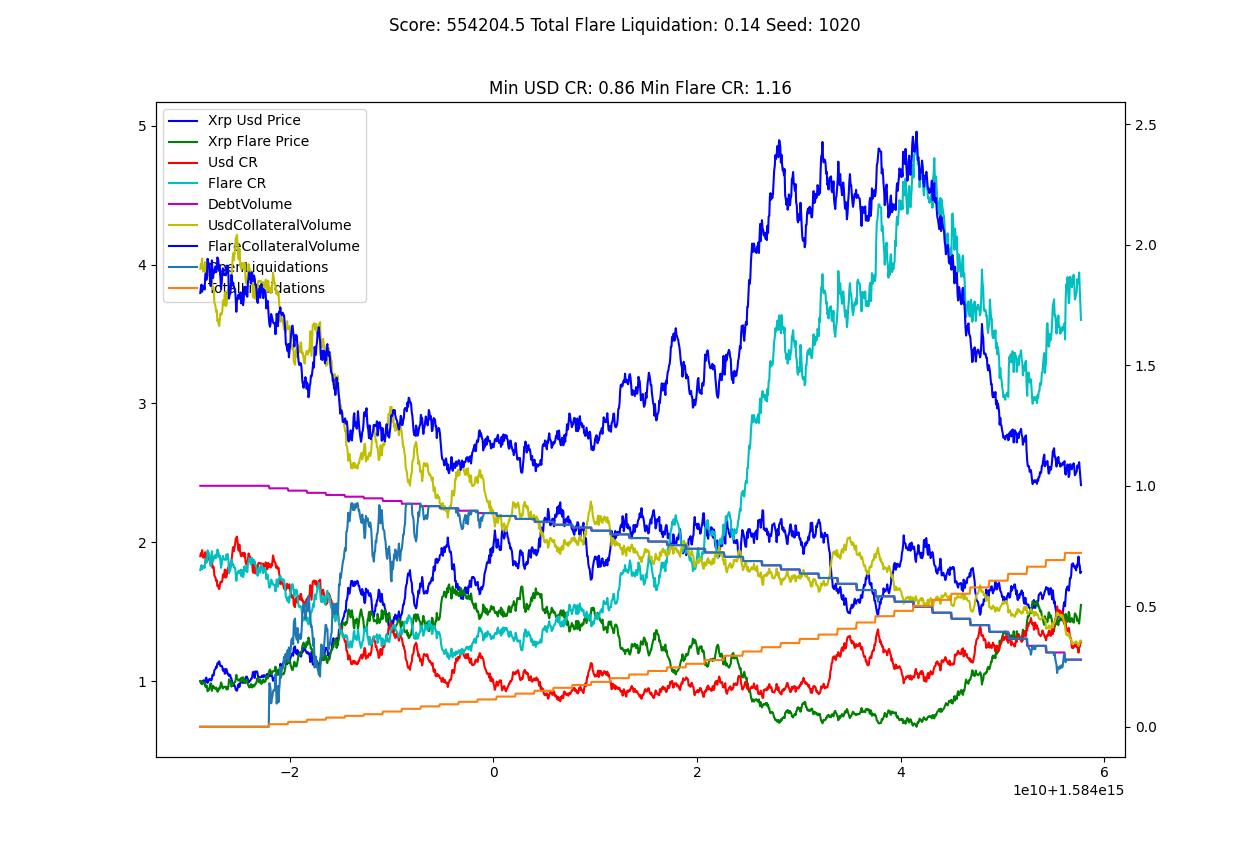 Score: 554204.5 Total Flare Liquidation: 0.14 Seed: 1020
Min USD CR: 0.86 Min Flare CR: 1.16
Xrp Usd Price
Xrp Flare Price
Usd CR
Flare CR
DebtVolume
UsdCollateralVolume
FlareCollateralVolume
OpenLiquidations
TotalLiquidations
5
4
3
2
1
2.5
2.0
1.5
1.0
0.5
0.0
−2
0
2
4
6
1e10+1.584e15